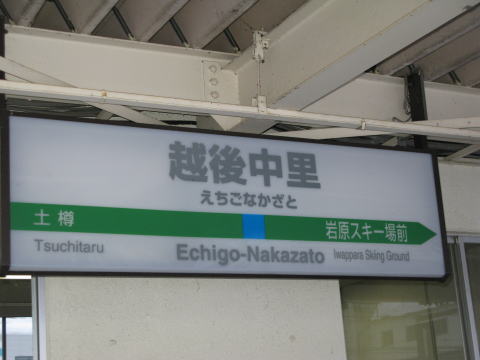 越後中里
えちごなかざと
土樽 岩原スキー場前
Tsuchitaru Echigo-Nakazato Iwappara Skiing Ground